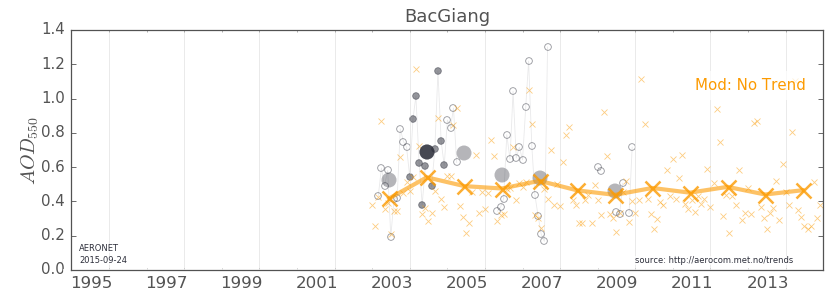 BacGiang
1.4
1.2
1.0
0.8
0.6
0.4
0.2
0.0
AOD550
Mod: No Trend
AERONET
2015-09-24
source: http://aerocom.met.no/trends
1995 1997 1999 2001 2003 2005 2007 2009 2011 2013